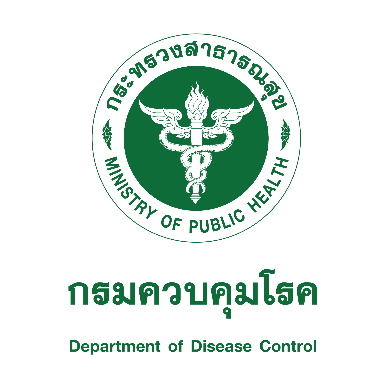 กระทรวงสาธารณสุข
MINISTRY OF PUBLIC HEALTH
กรมควบคุมโรค
Department of Disease Control